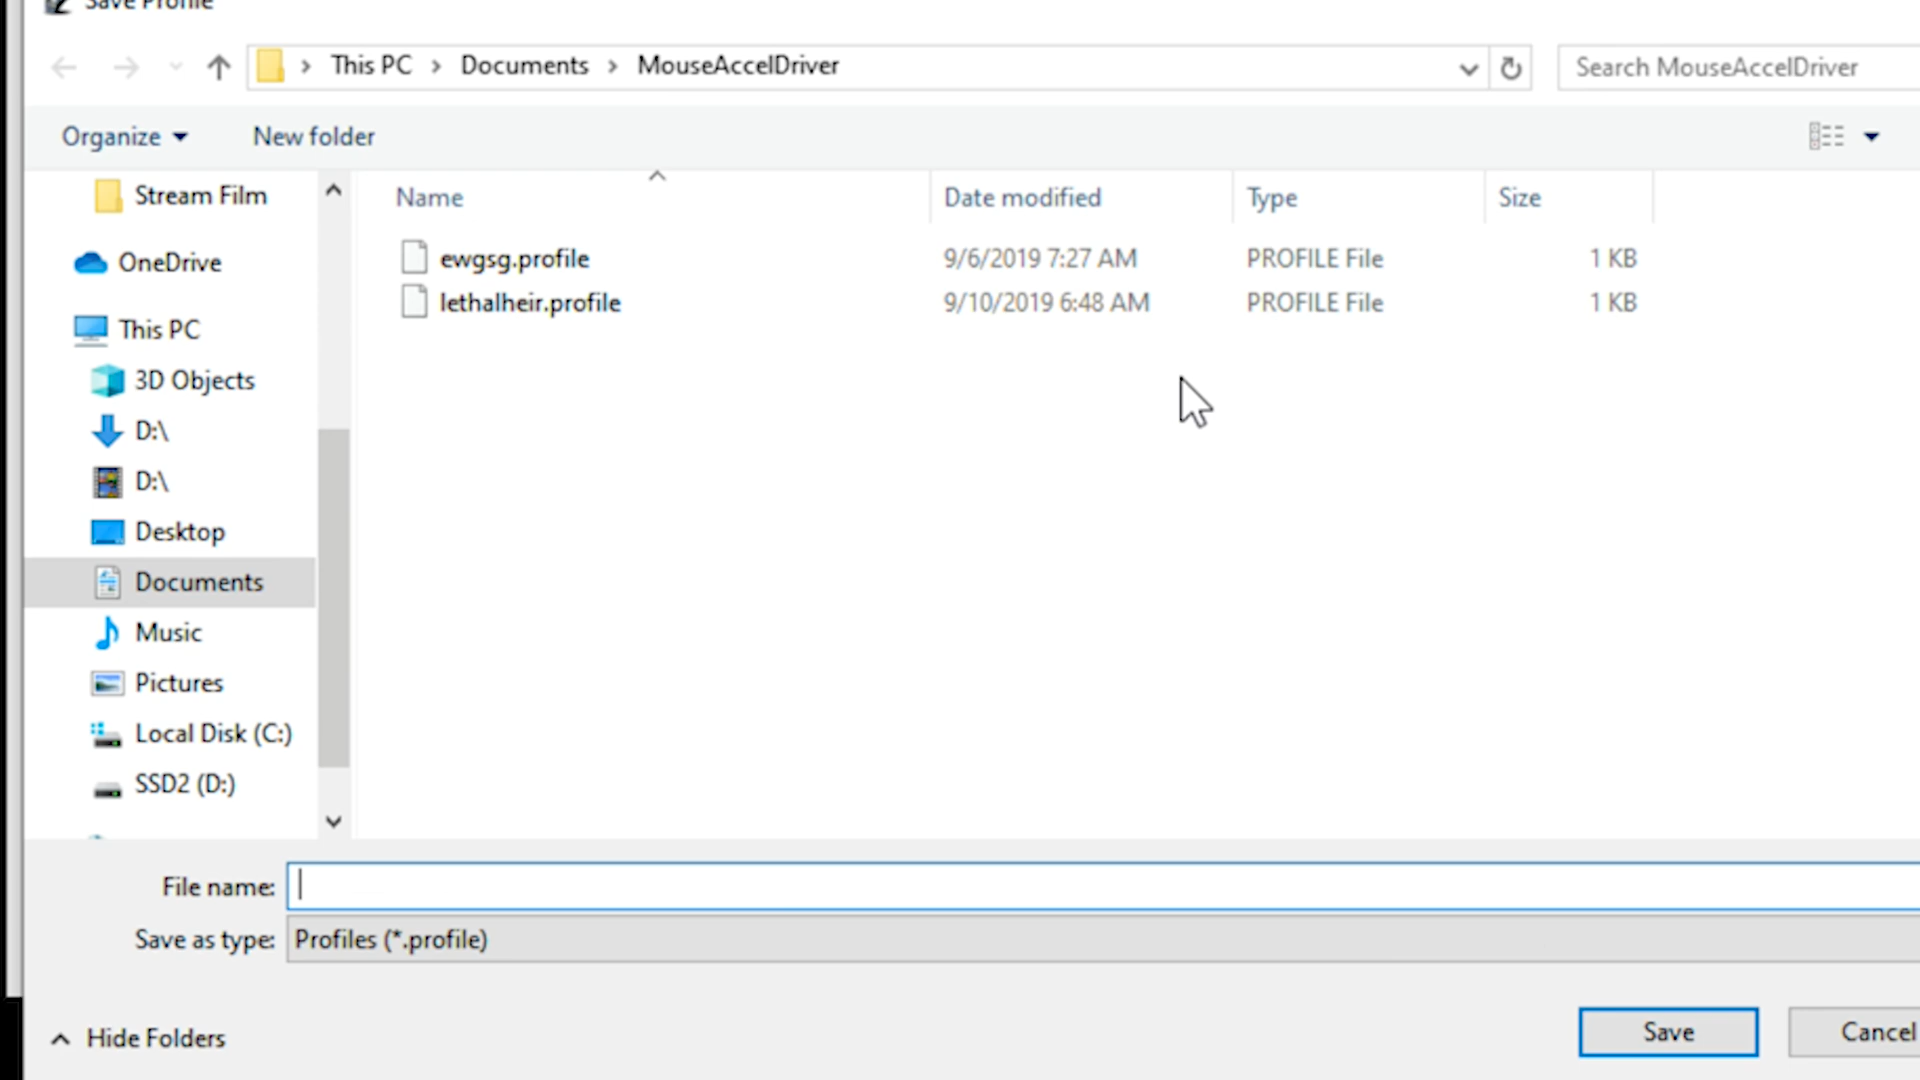 Save Profile
This PC > Documents > MouseAccelDriver
Search MouseAccelDriver
Organize
New folder
Name
Date modified
Type
Size
Stream Film
OneDrive
This PC
3D Objects
D:\
D:\
Desktop
Documents
Music
Pictures
Local Disk (C:)
SSD2 (D:)
ewgsg.profile 9/6/2019 7:27 AM PROFILE File 1 KB
lethalheir.profile 9/10/2019 6:48 AM PROFILE File 1 KB
File name:
Save as type: Profiles (*.profile)
Hide Folders
Save
Cancel